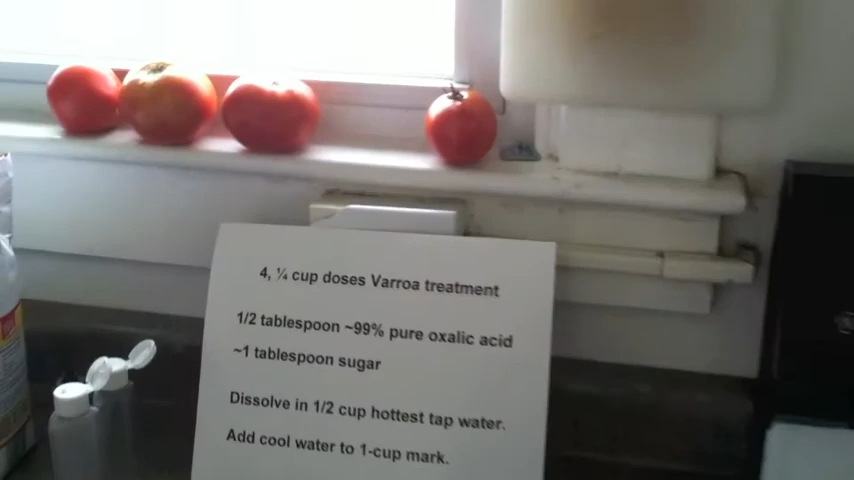 4, ¼ cup doses Varroa treatment
1/2 tablespoon ~99% pure oxalic acid
~1 tablespoon sugar
Dissolve in 1/2 cup hottest tap water.
Add cool water to 1-cup mark.